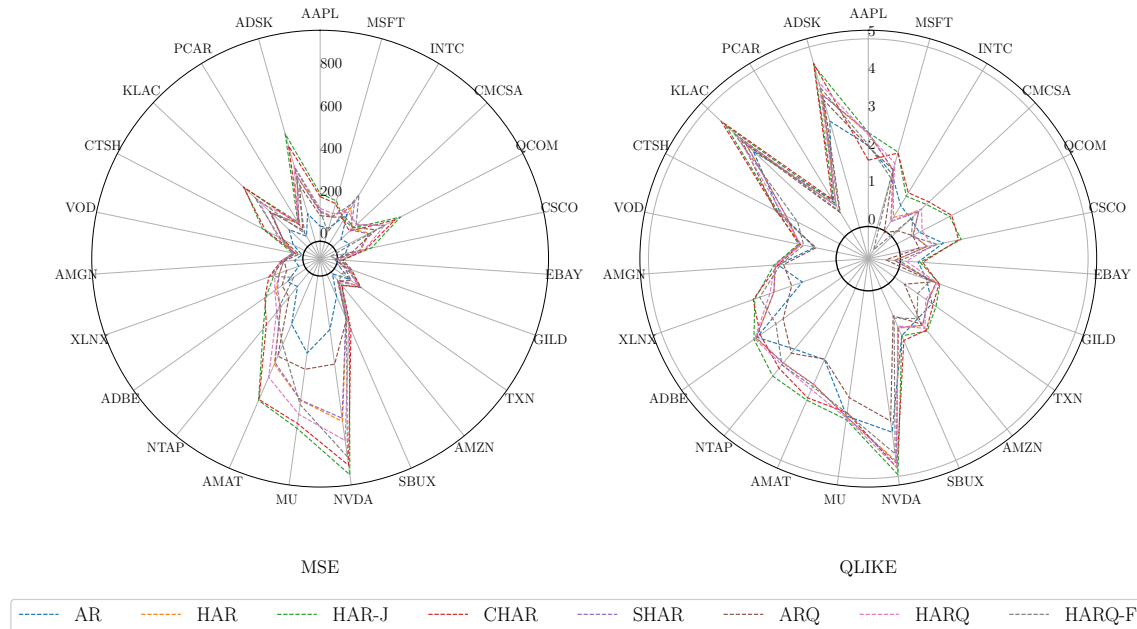 AAPL
MSFT
INTC
CMCSA
QCOM
CSCO
EBAY
GILD
TXN
AMZN
SBUX
NVDA
MU
AMAT
NTAP
ADBE
XLNX
AMGN
VOD
CTSH
KLAC
PCAR
ADSK
800
600
400
200
0
MSE
AAPL
MSFT
INTC
CMCSA
QCOM
CSCO
EBAY
GILD
TXN
AMZN
SBUX
NVDA
MU
AMAT
NTAP
ADBE
XLNX
AMGN
VOD
CTSH
KLAC
PCAR
ADSK
5
4
3
2
1
0
QLIKE
AR HAR HAR-J CHAR SHAR ARQ HARQ HARQ-F